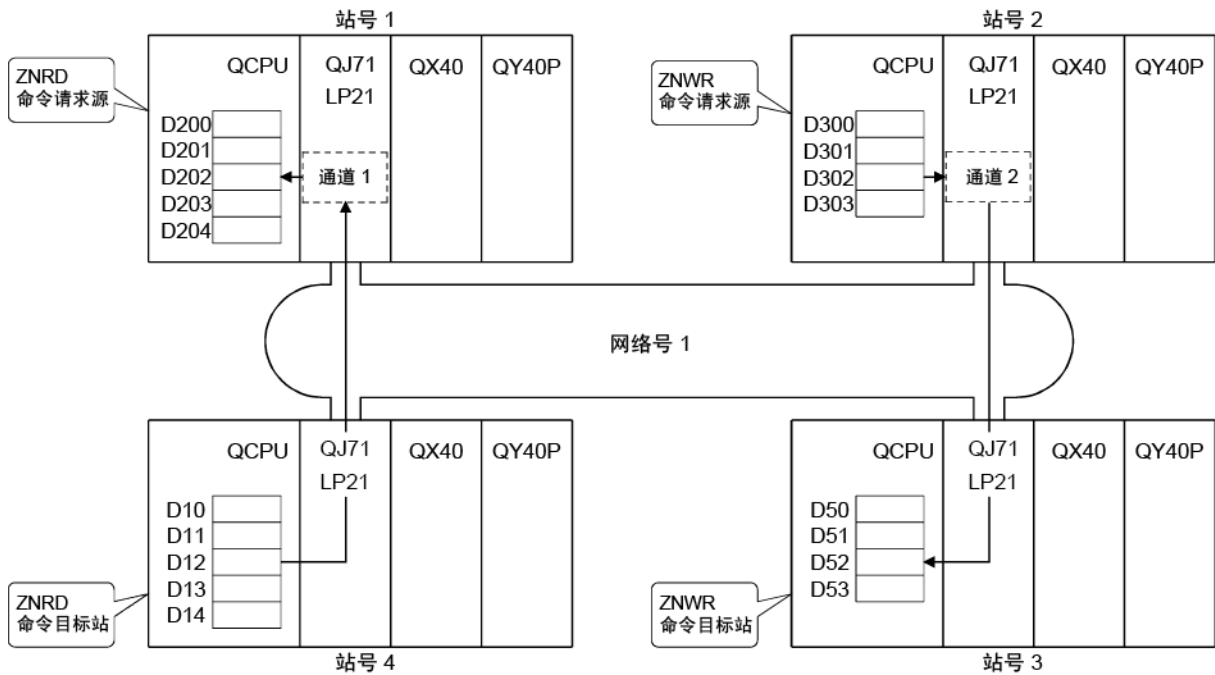 站号 1
ZNRD
命令请求源
QCPU
QJ71
LP21
QX40
QY40P
D200
D201
D202
D203
D204
通道 1
站号 2
ZNWR
命令请求源
QCPU
QJ71
LP21
QX40
QY40P
D300
D301
D302
D303
通道 2
网络号 1
QCPU
QJ71
LP21
QX40
QY40P
D10
D11
D12
D13
D14
ZNRD
命令目标站
站号 4
QCPU
QJ71
LP21
QX40
QY40P
D50
D51
D52
D53
ZNWR
命令目标站
站号 3